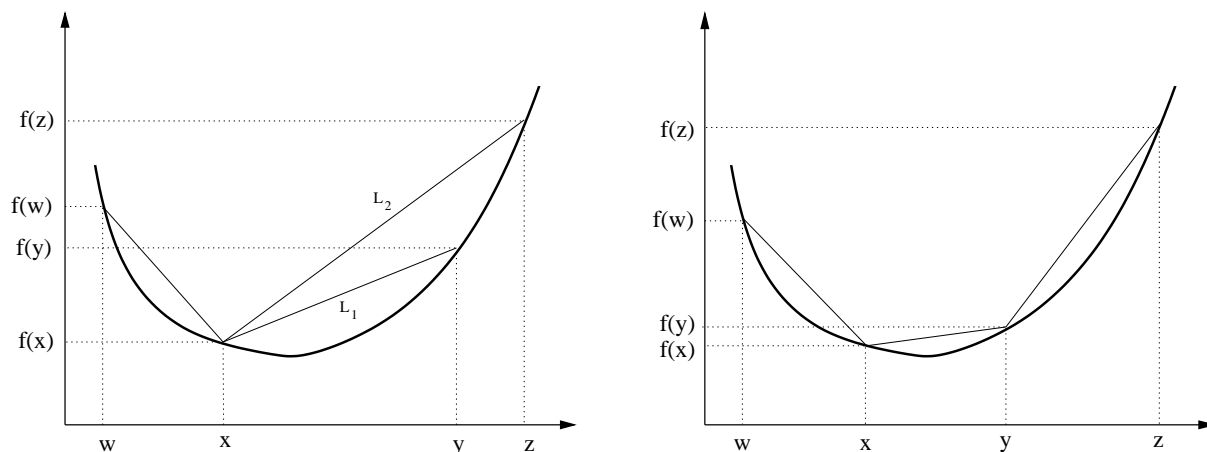 f(z)
f(w)
f(y)
f(x)
L2
L1
w x y z
f(z)
f(w)
f(y)
f(x)
w x y z